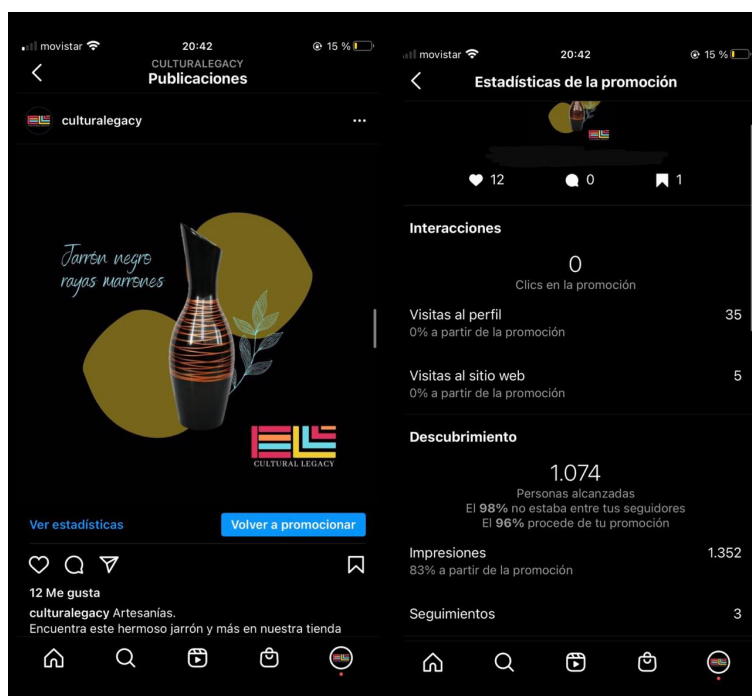 movistar 20:42 15 %
CULTURALEGACY
Publicaciones
culturalegacy
Jarrón negro
rayas marrones
CULTURAL LEGACY
Ver estadísticas Volver a promocionar
12 Me gusta
culturalegacy Artesanías.
Encuentra este hermoso jarrón y más en nuestra tienda
movistar 20:42 15 %
Estadísticas de la promoción
12 0 1
Interacciones
0
Clics en la promoción
Visitas al perfil 35
0% a partir de la promoción
Visitas al sitio web 5
0% a partir de la promoción
Descubrimiento
1.074
Personas alcanzadas
El 98% no estaba entre tus seguidores
El 96% procede de tu promoción
Impresiones 1.352
83% a partir de la promoción
Seguimientos 3